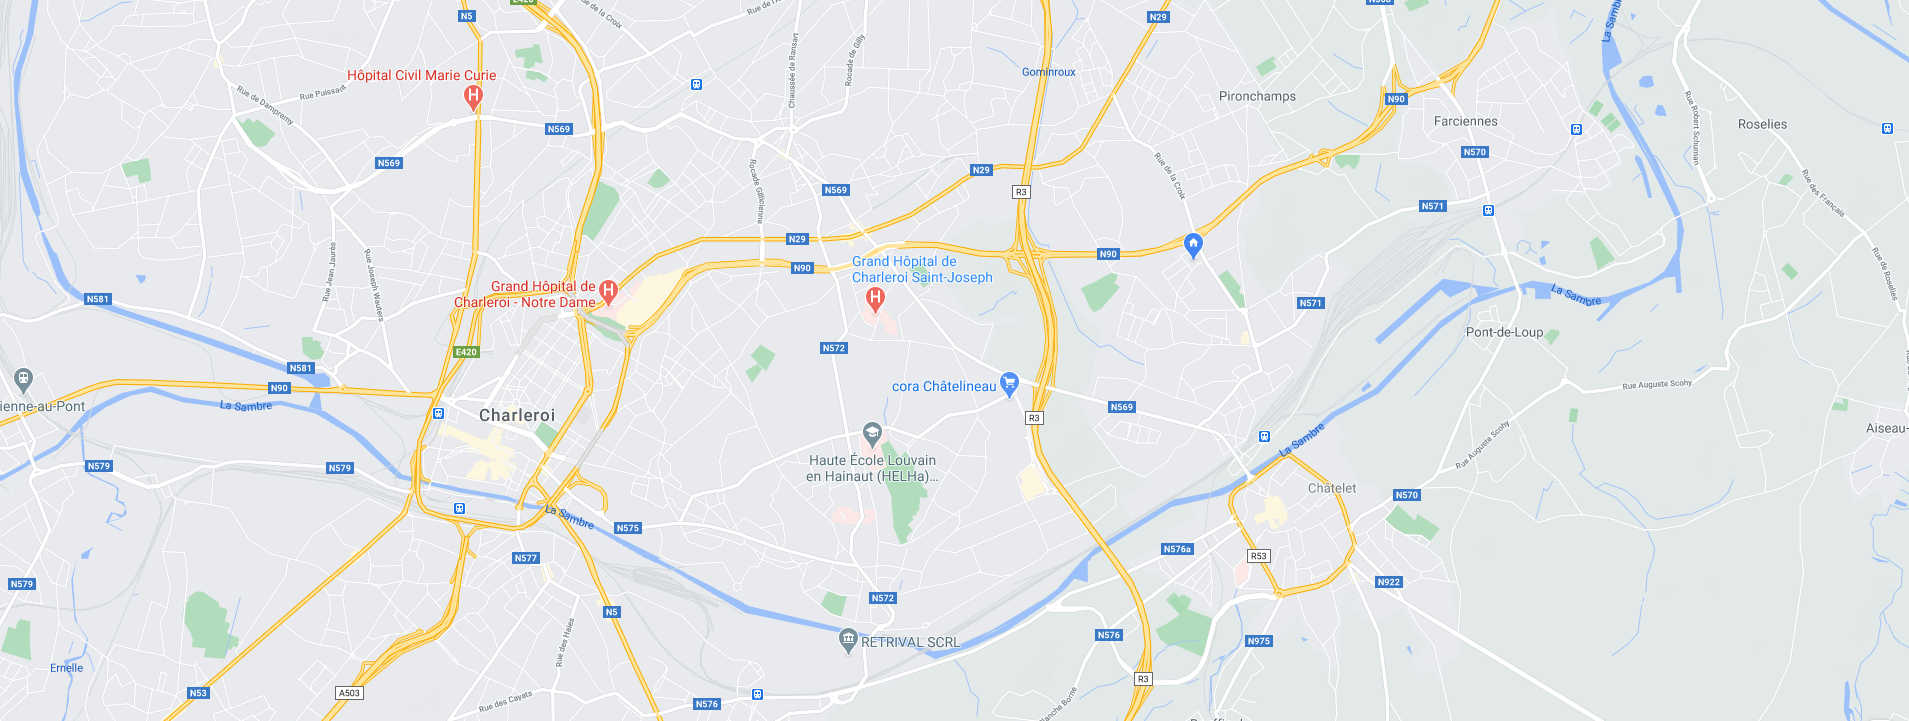 E420
Rue de la Croix
N5
N29
La Sambre
Hôpital Civil Marie Curie
Rue Puissant
Rue de Dampremy
Chaussée de Ransart
Rocade de Gilly
Gominroux
Pironchamps
N90
Farciennes
Roselies
N569
N569
N570
Rue Robert Schuman
Rue de la Croix
Rocade Gillicienne
N569
N29
R3
N571
Rue des Français
N29
N90
N90
Rue Jean Jaurès
Rue Joseph Wauters
Grand Hôpital de
Charleroi Saint-Joseph
Grand Hôpital de
Charleroi - Notre Dame
N581
N571
La Sambre
Rue de Roselies
Pont-de-Loup
E420
N572
N581
N90
cora Châtelineau
Rue Auguste Scohy
ienne-au-Pont
La Sambre
Charleroi
N569
R3
Aiseau-
La Sambre
Rue Auguste Scohy
Haute École Louvain
en Hainaut (HELHa)...
N579
N579
Châtelet
N570
La Sambre
N575
N577
N576a
R53
N579
N922
N5
N572
RETRIVAL SCRL
N576
N975
Rue des Haies
Ernelle
N53
A503
Rue des Cayats
N576
R3